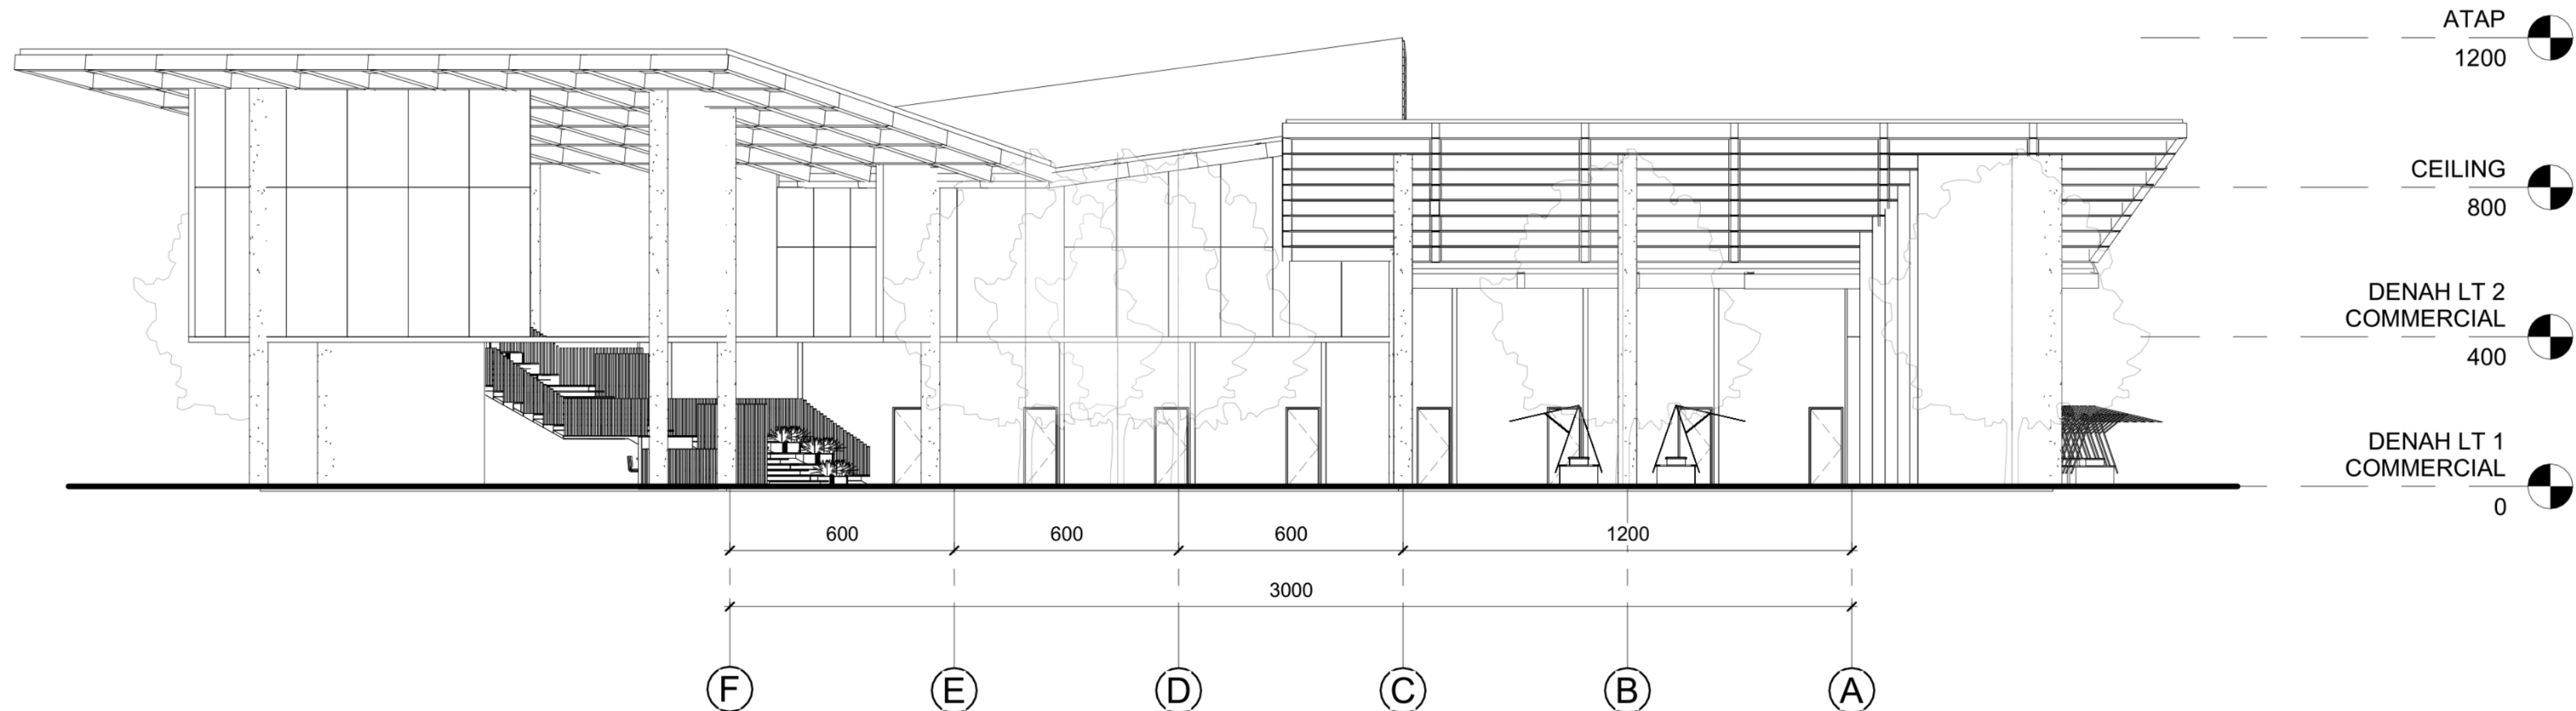 ATAP
1200
CEILING
800
DENAH LT 2
COMMERCIAL
400
DENAH LT 1
COMMERCIAL
0
600
600
600
1200
3000
F
E
D
C
B
A